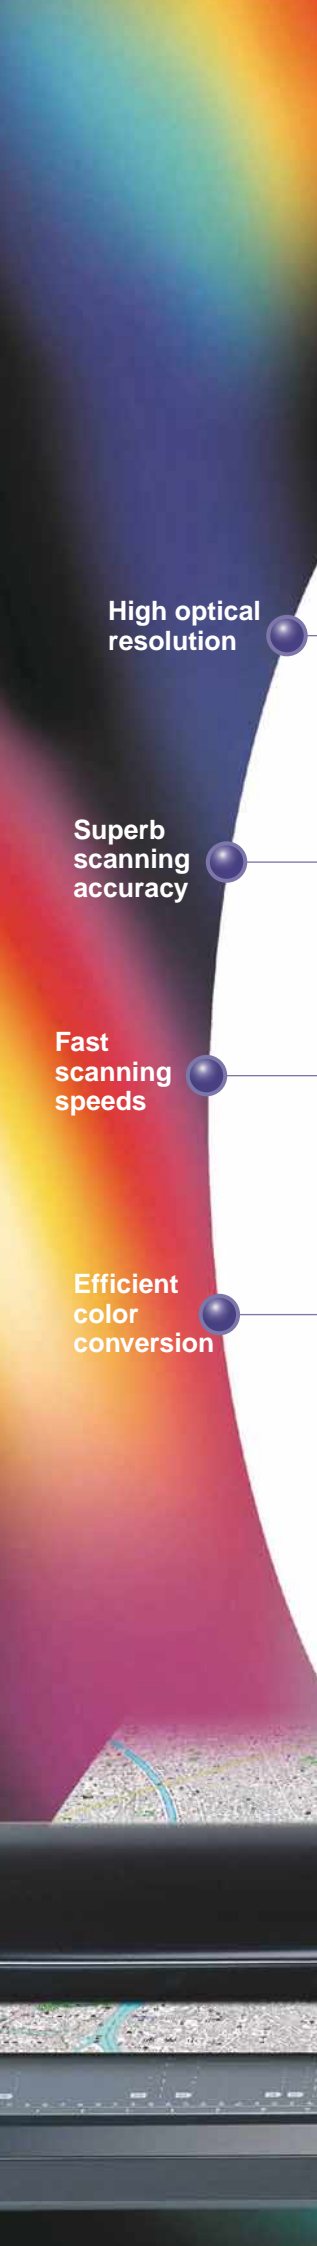 High optical
resolution
Superb
scanning
accuracy
Fast
scanning
speeds
Efficient
color
conversion